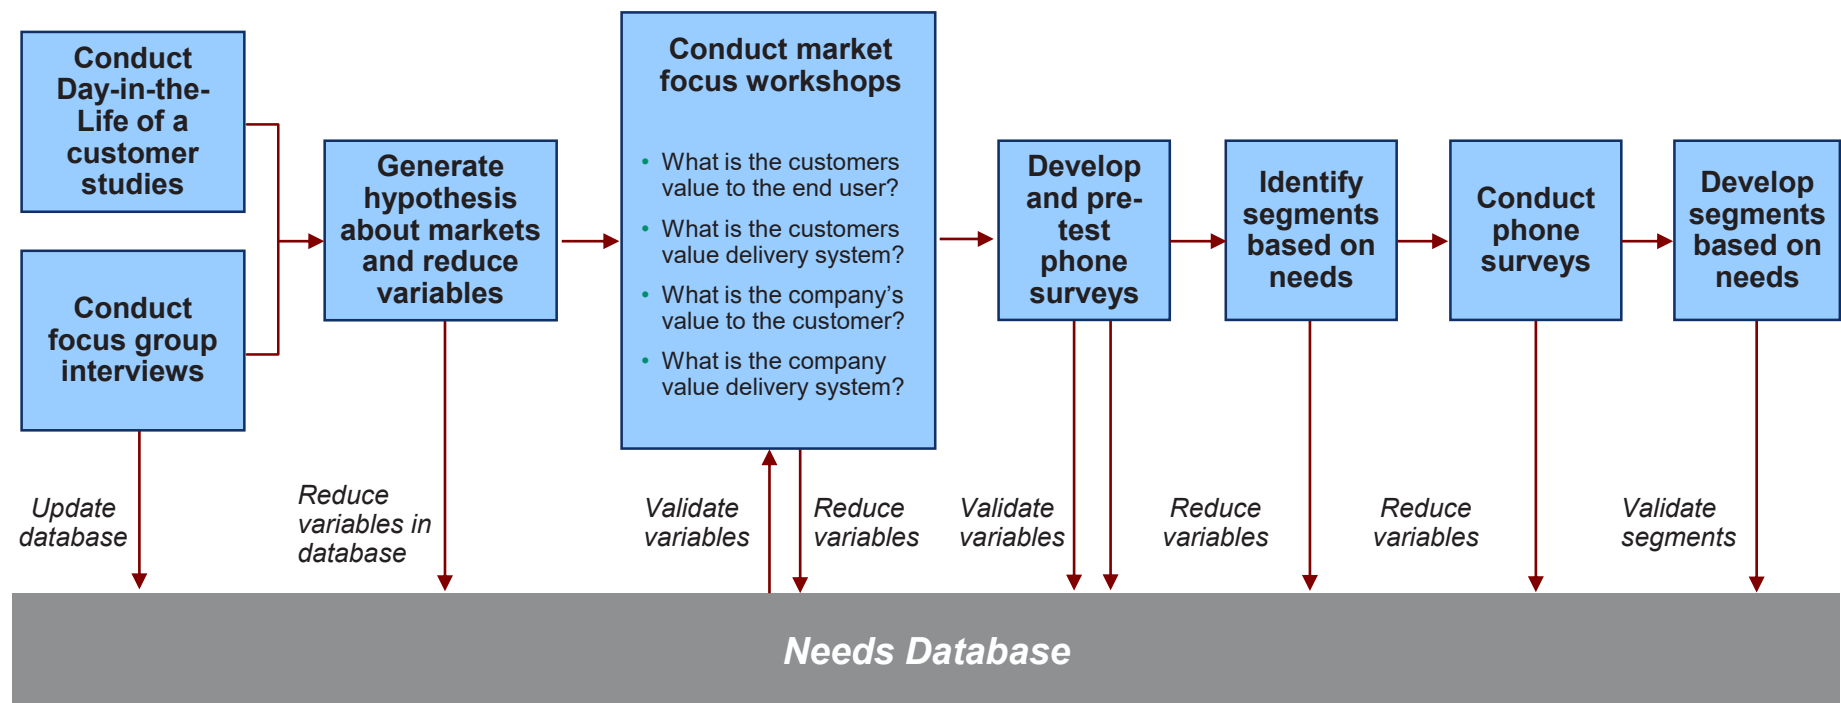 Conduct
Day-in-the-
Life of a
customer
studies
Conduct
focus group
interviews
Generate
hypothesis
about markets
and reduce
variables
Conduct market
focus workshops
• What is the customers
value to the end user?
• What is the customers
value delivery system?
• What is the company’s
value to the customer?
• What is the company
value delivery system?
Develop
and pre-
test
phone
surveys
Identify
segments
based on
needs
Conduct
phone
surveys
Develop
segments
based on
needs
Update
database
Reduce
variables in
database
Validate
variables
Reduce
variables
Validate
variables
Reduce
variables
Reduce
variables
Validate
segments
Needs Database